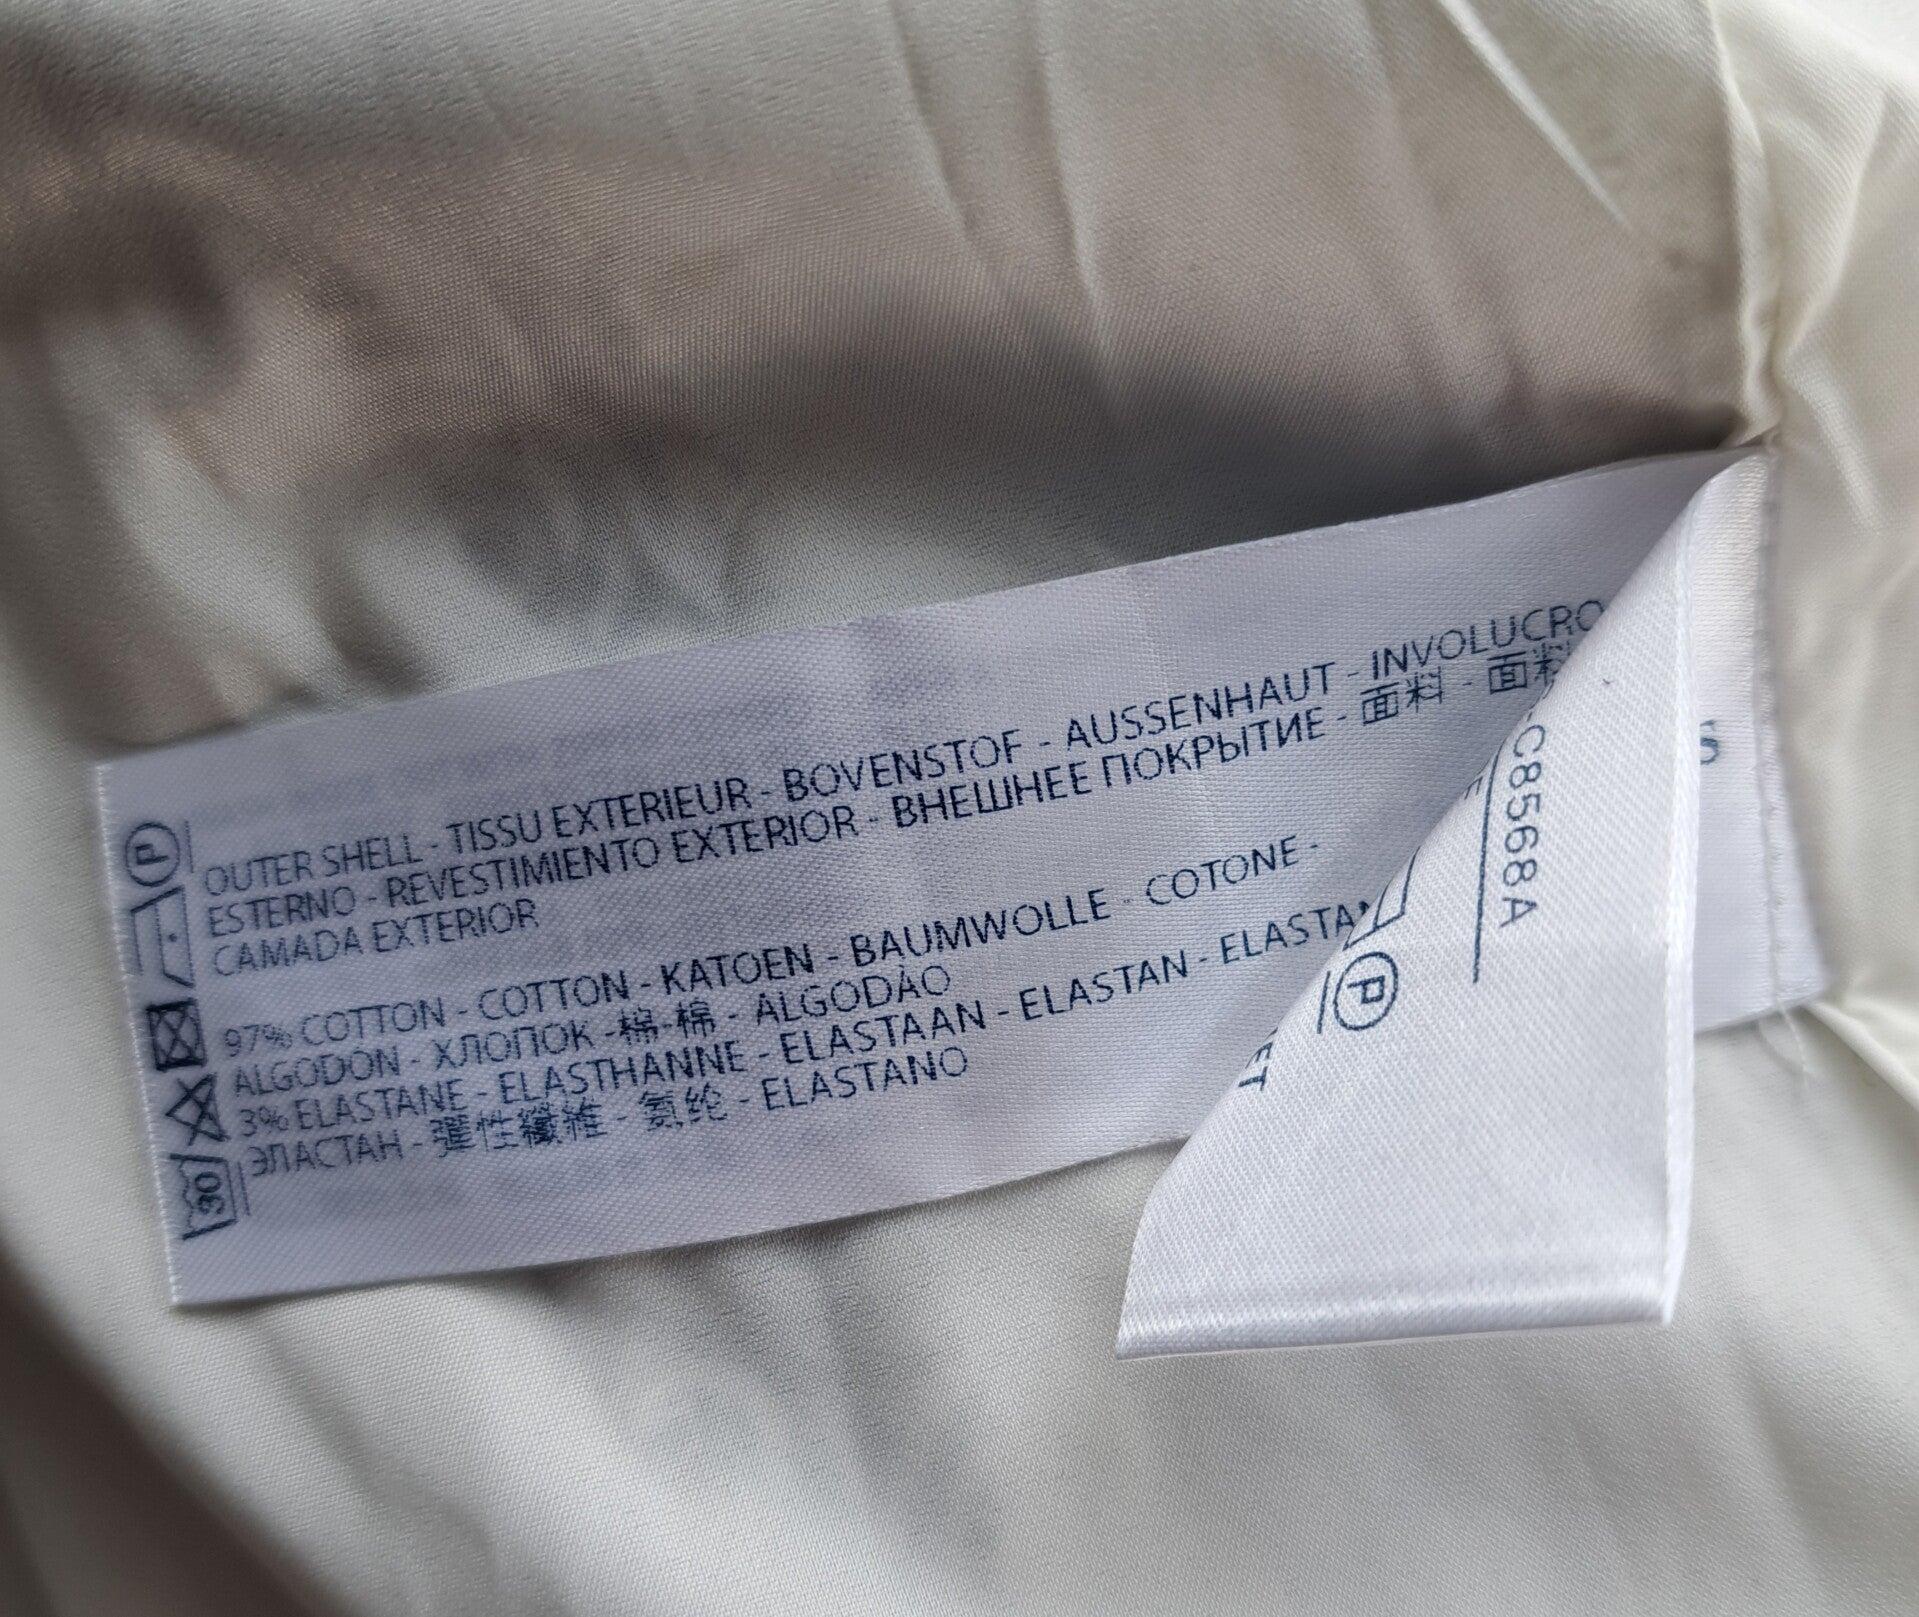 OUTER SHELL - TISSU EXTERIEUR - BOVENSTOF - AUSSENHAUT - INVOLUCRO
ESTERNO - REVESTIMIENTO EXTERIOR - ВНЕШНЕЕ ПОКРЫТИЕ - 面料 - 面料
CAMADA EXTERIOR
97% COTTON - COTTON - KATOEN - BAUMWOLLE - COTONE -
ALGODON - ХЛОПОК -棉-棉 - ALGODÃO
3% ELASTANE - ELASTHANNE - ELASTAAN - ELASTAN - ELASTAN
ЭЛАСТАН - 彈性纖維 - 氨纶 - ELASTANO
P
30
-C8568A
P
ET
S